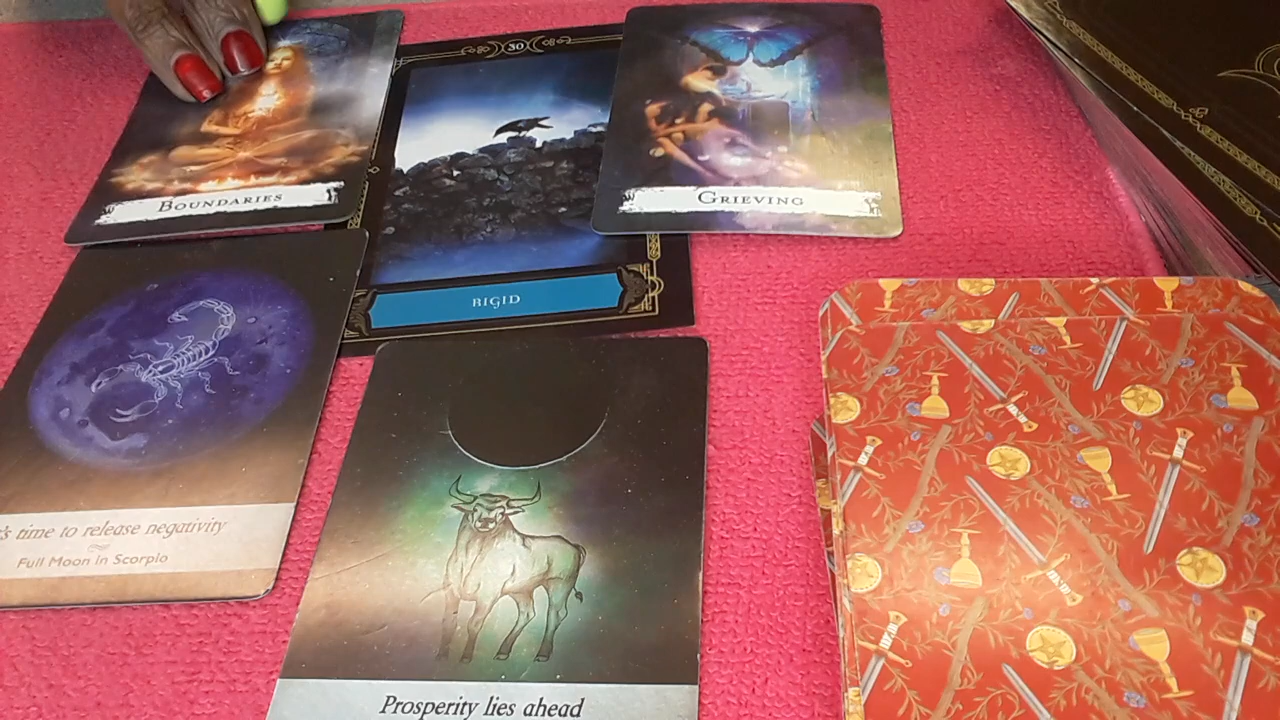 BOUNDARIES
30
RIGID
GRIEVING
's time to release negativity
Full Moon in Scorpio
Prosperity lies ahead